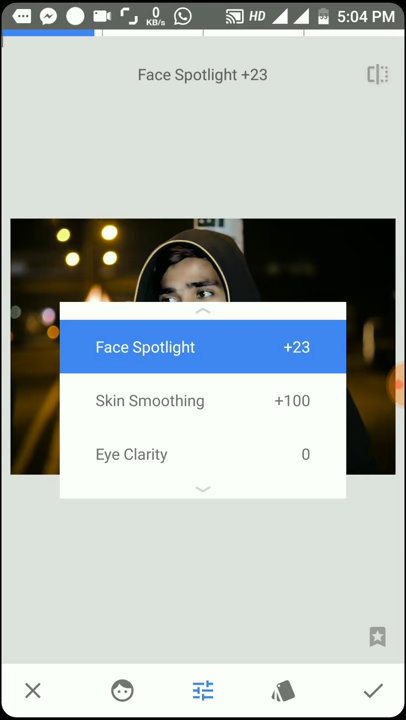 0
KB/s
HD
5:04 PM
Face Spotlight +23
Face Spotlight +23
Skin Smoothing +100
Eye Clarity 0